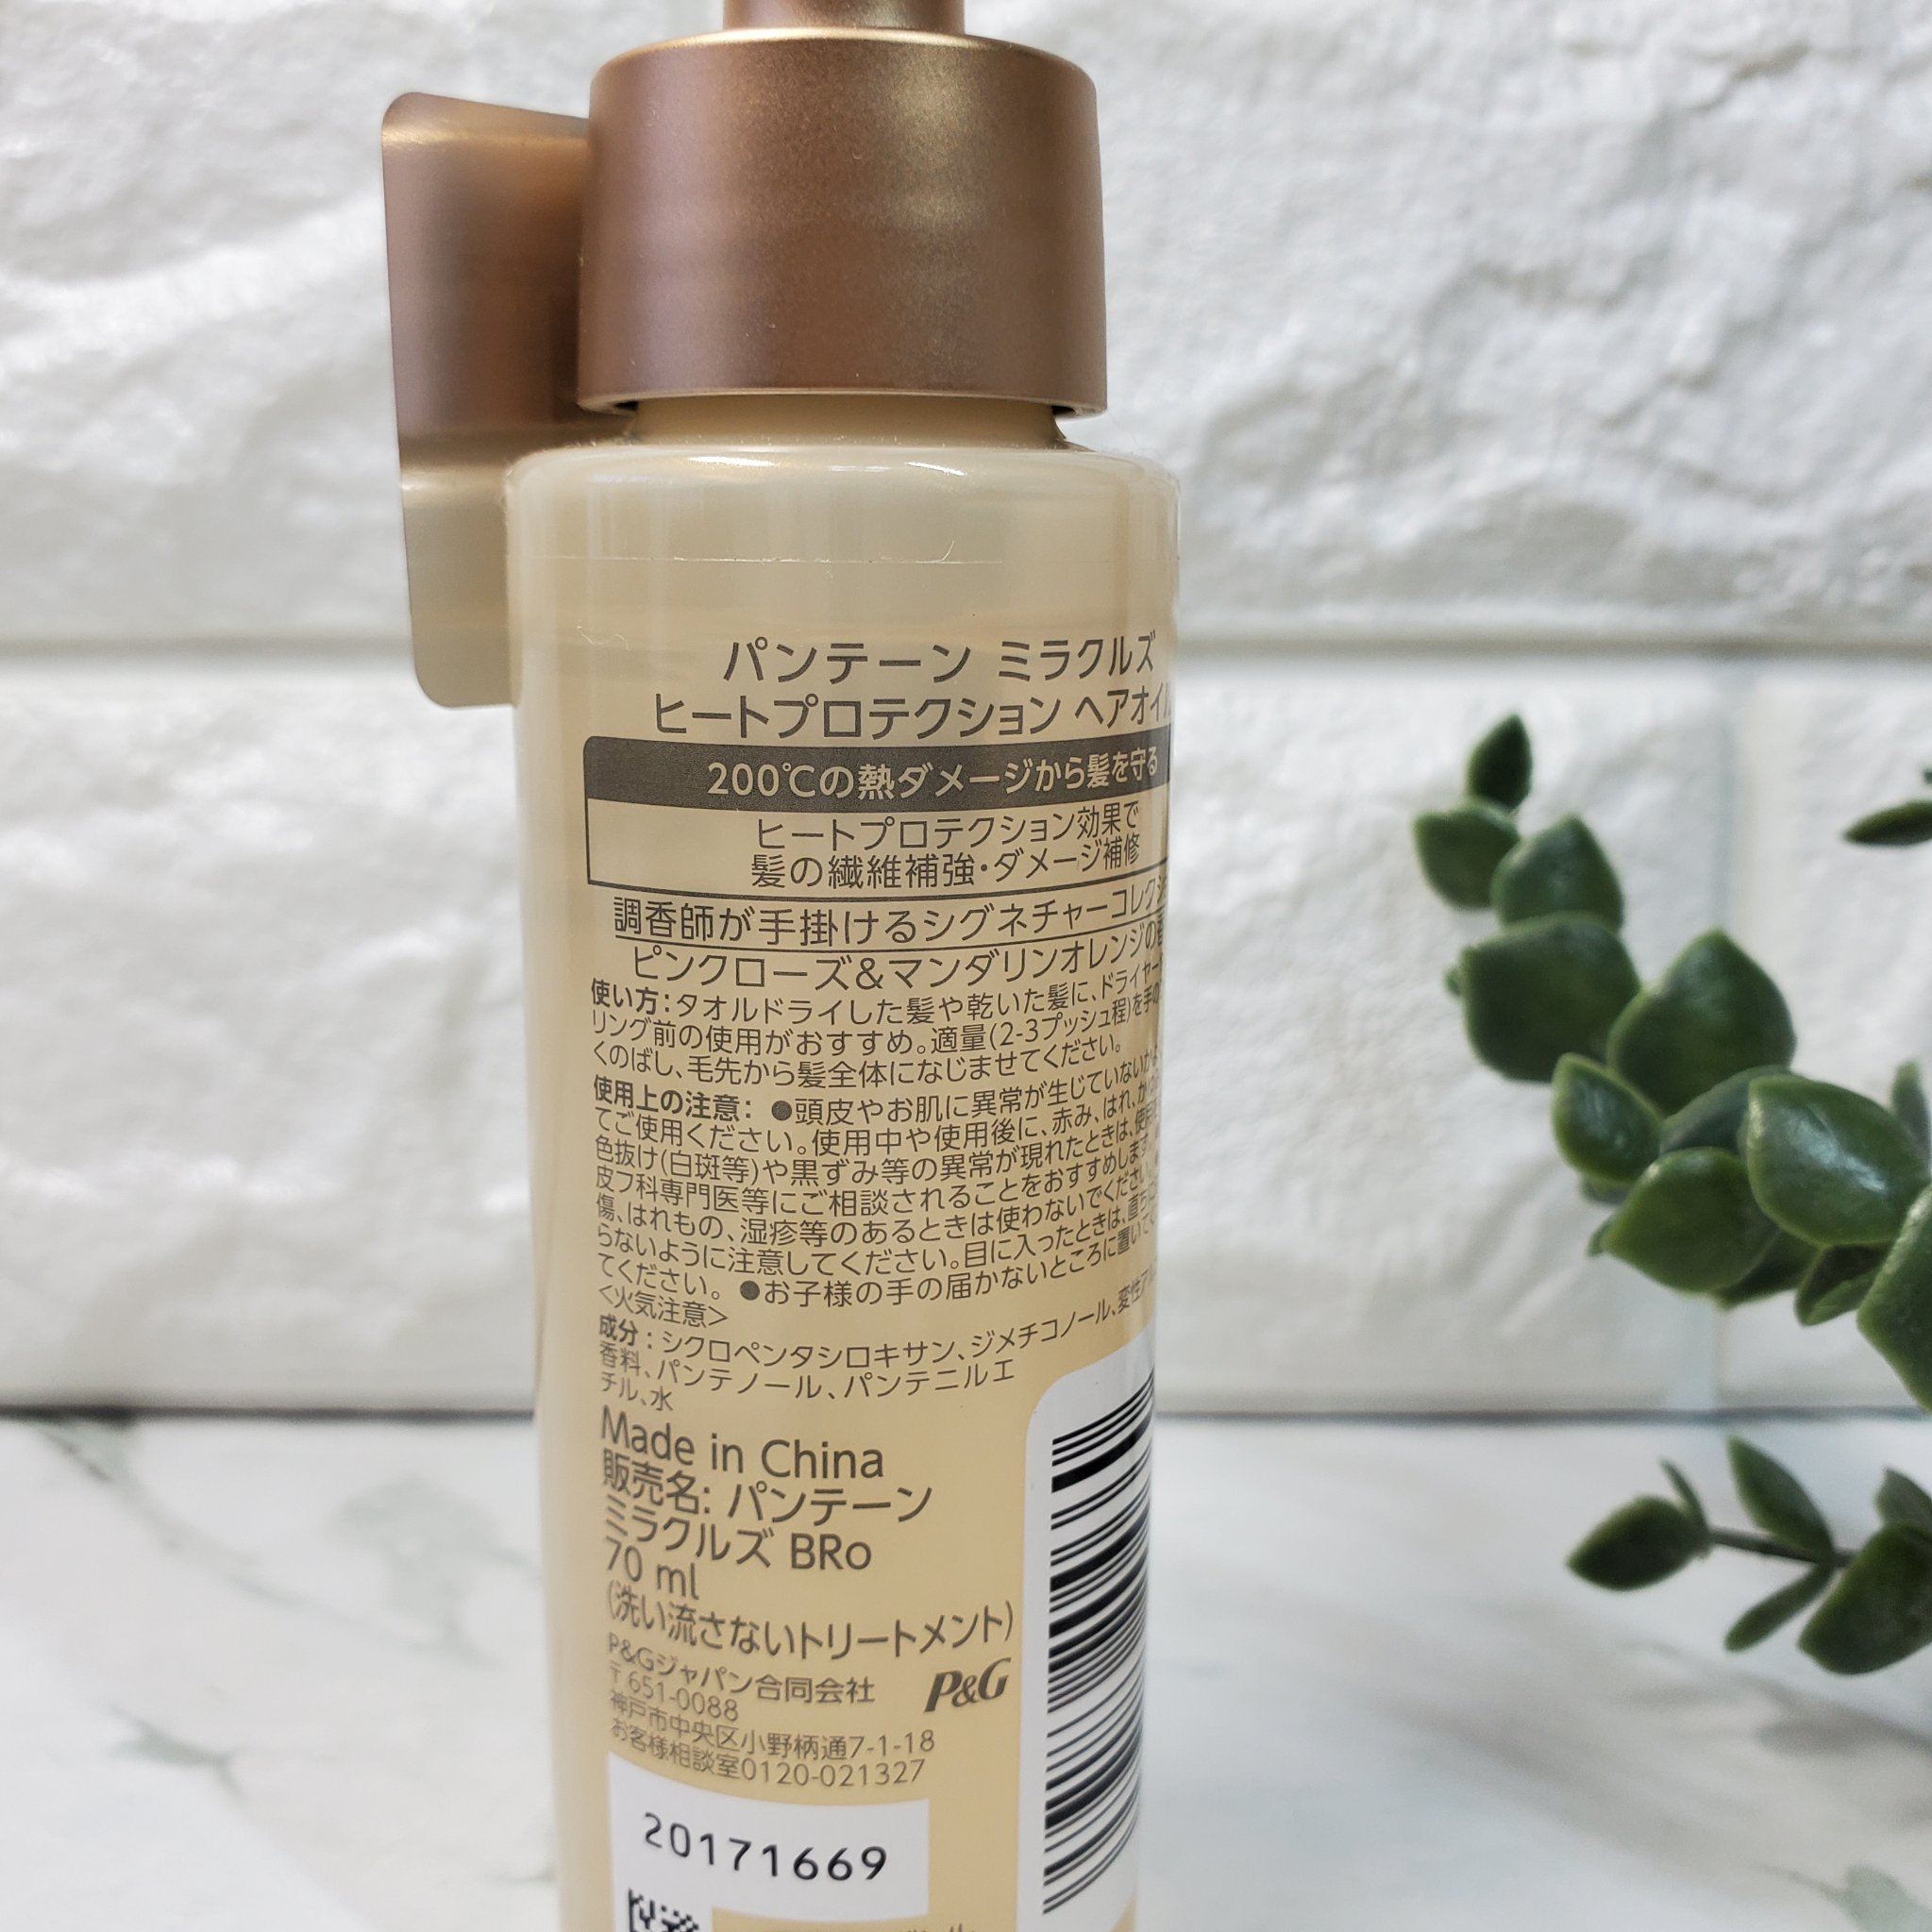 パンテーン ミラクルズ
ヒートプロテクション ヘアオイル
200℃の熱ダメージから髪を守る
ヒートプロテクション効果で
髪の繊維補強・ダメージ補修
調香師が手掛けるシグネチャーコレクシ
ピンクローズ&マンダリンオレンジの
使い方:タオルドライした髪や乾いた髪に、ドライヤー
リング前の使用がおすすめ。適量(2-3プッシュ程)を手の
くのばし、毛先から髪全体になじませてください。
使用上の注意: ●頭皮やお肌に異常が生じていないか
てご使用ください。使用中や使用後に、赤み、はれ、か
色抜け(白斑等)や黒ずみ等の異常が現れたときは、使用
皮フ科専門医等にご相談されることをおすすめします
傷、はれもの、湿疹等のあるときは使わないでください
らないように注意してください。目に入ったときは、直ち
てください。 ●お子様の手の届かないところに置いて
<火気注意>
成分:シクロペンタシロキサン、ジメチコノール、変性ア
香料、パンテノール、パンテニルエ
チル、水
Made in China
販売名: パンテーン
ミラクルズ BRo
70 ml
(洗い流さないトリートメント)
P&Gジャパン合同会社 P&G
〒651-0088
神戸市中央区小野柄通7-1-18
お客様相談室0120-021327
20171669